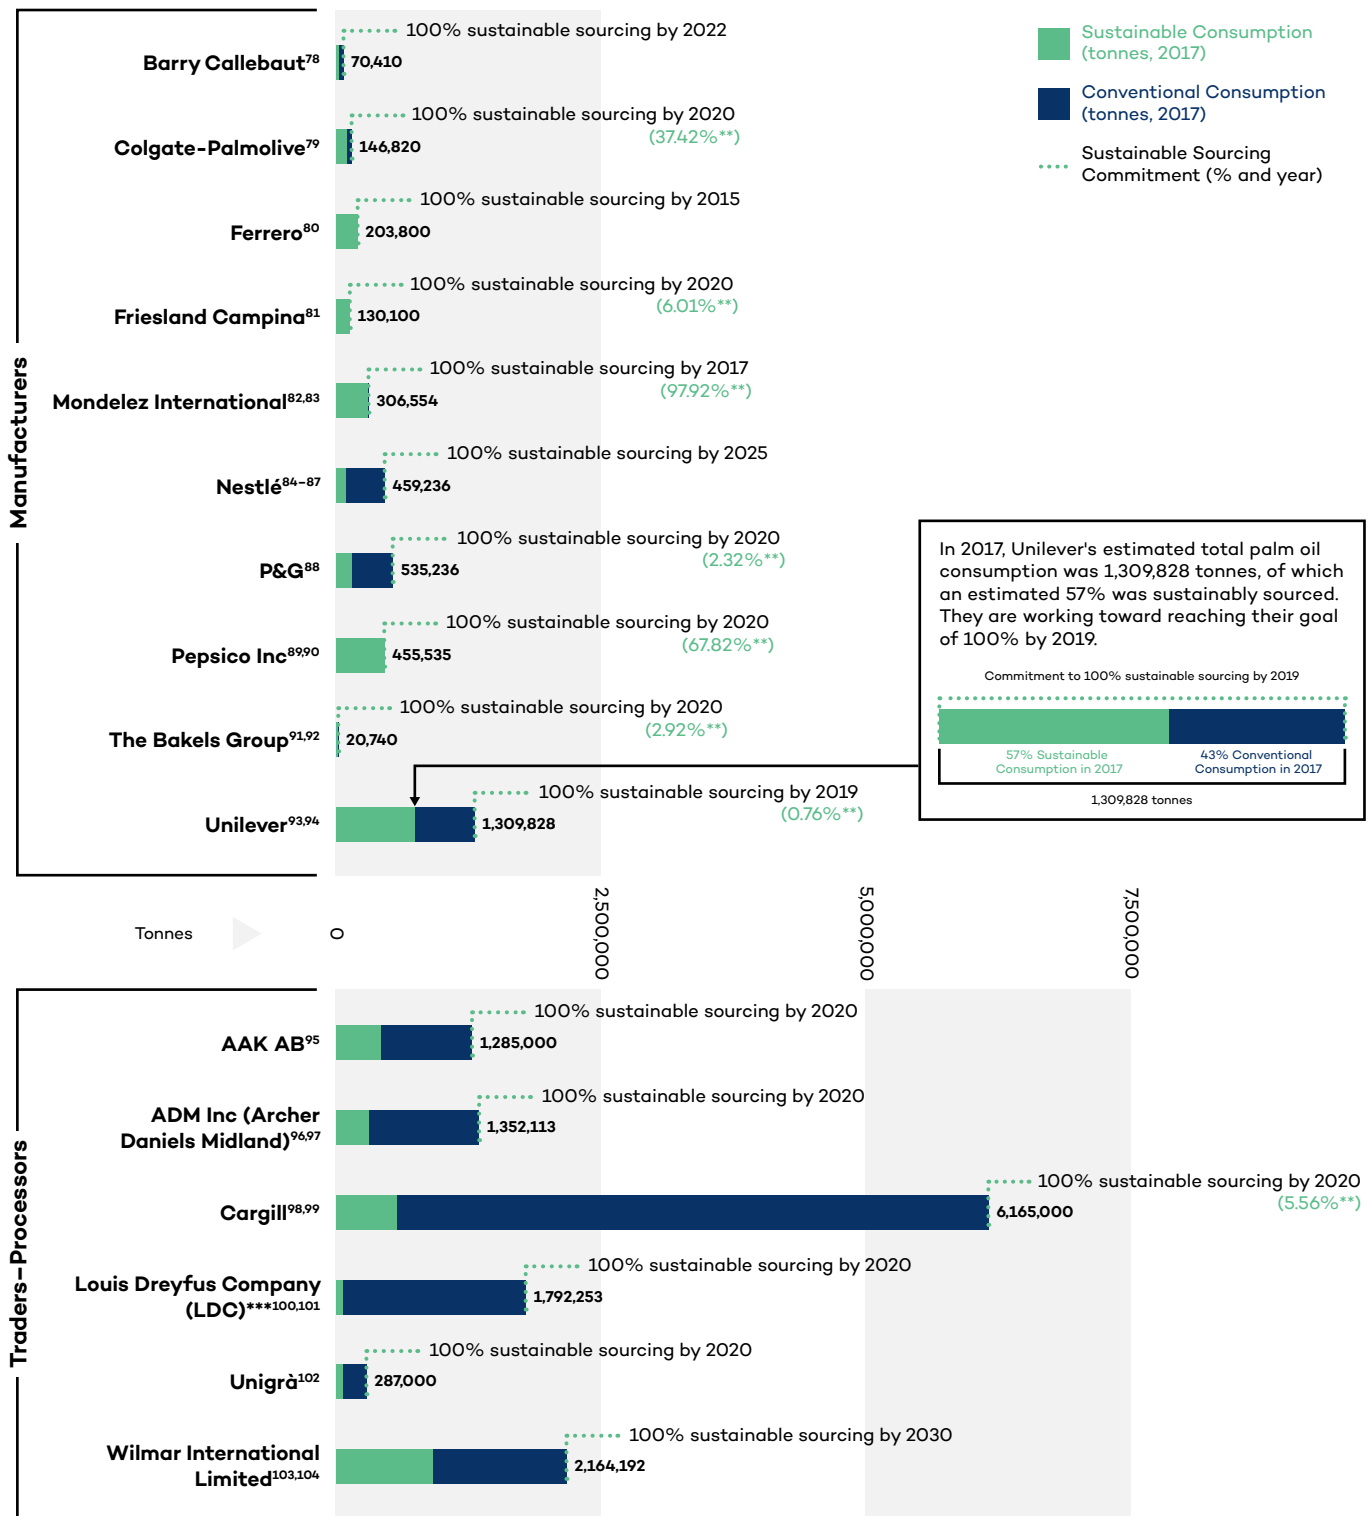 Sustainable Consumption
(tonnes, 2017)
Conventional Consumption
(tonnes, 2017)
Sustainable Sourcing
Commitment (% and year)
Manufacturers
100% sustainable sourcing by 2022
Barry Callebaut⁷⁸
70,410
100% sustainable sourcing by 2020
(37.42%**)
Colgate-Palmolive⁷⁹
146,820
100% sustainable sourcing by 2015
Ferrero⁸⁰
203,800
100% sustainable sourcing by 2020
(6.01%**)
Friesland Campina⁸¹
130,100
100% sustainable sourcing by 2017
(97.92%**)
Mondelez International⁸²,⁸³
306,554
100% sustainable sourcing by 2025
Nestlé⁸⁴⁻⁸⁷
459,236
100% sustainable sourcing by 2020
(2.32%**)
P&G⁸⁸
535,236
100% sustainable sourcing by 2020
(67.82%**)
Pepsico Inc⁸⁹,⁹⁰
455,535
100% sustainable sourcing by 2020
(2.92%**)
The Bakels Group⁹¹,⁹²
20,740
100% sustainable sourcing by 2019
(0.76%**)
Unilever⁹³,⁹⁴
1,309,828
In 2017, Unilever's estimated total palm oil
consumption was 1,309,828 tonnes, of which
an estimated 57% was sustainably sourced.
They are working toward reaching their goal
of 100% by 2019.
Commitment to 100% sustainable sourcing by 2019
57% Sustainable
Consumption in 2017
43% Conventional
Consumption in 2017
1,309,828 tonnes
Tonnes
0
2,500,000
5,000,000
7,500,000
Traders–Processors
100% sustainable sourcing by 2020
AAK AB⁹⁵
1,285,000
100% sustainable sourcing by 2020
ADM Inc (Archer
Daniels Midland)⁹⁶,⁹⁷
1,352,113
100% sustainable sourcing by 2020
(5.56%**)
Cargill⁹⁸,⁹⁹
6,165,000
100% sustainable sourcing by 2020
Louis Dreyfus Company
(LDC)***¹⁰⁰,¹⁰¹
1,792,253
100% sustainable sourcing by 2020
Unigrà¹⁰²
287,000
100% sustainable sourcing by 2030
Wilmar International
Limited¹⁰³,¹⁰⁴
2,164,192